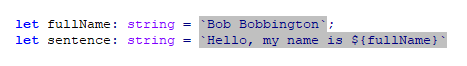 let fullName: string = `Bob Bobbington`;
let sentence: string = `Hello, my name is ${fullName}`